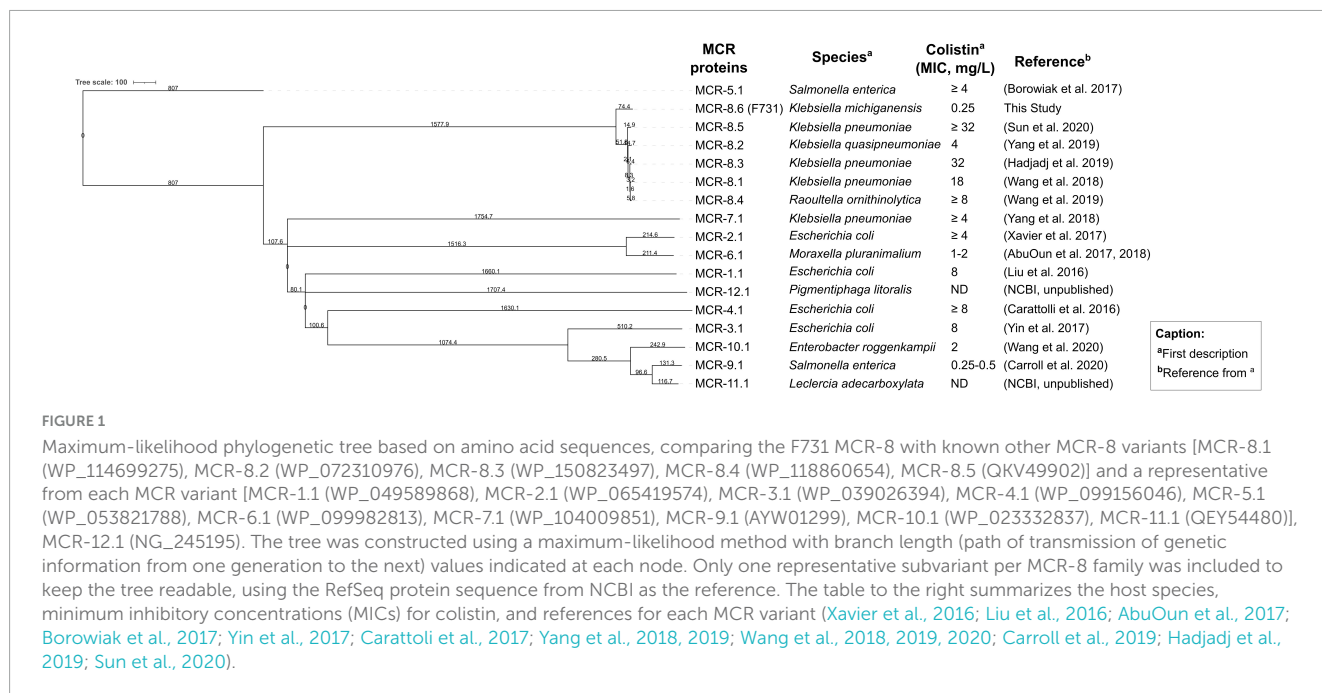 MCR proteins Speciesᵃ Colistinᵃ (MIC, mg/L) Referenceᵇ
Tree scale: 100
807
MCR-5.1 Salmonella enterica ≥ 4 (Borowiak et al. 2017)
74.4
MCR-8.6 (F731) Klebsiella michiganensis 0.25 This Study
0
1577.9
14.9
MCR-8.5 Klebsiella pneumoniae ≥ 32 (Sun et al. 2020)
MCR-8.2 Klebsiella quasipneumoniae 4 (Yang et al. 2019)
MCR-8.3 Klebsiella pneumoniae 32 (Hadjadj et al. 2019)
807
MCR-8.1 Klebsiella pneumoniae 18 (Wang et al. 2018)
1.6
5.8
MCR-8.4 Raoultella ornithinolytica ≥ 8 (Wang et al. 2019)
1754.7
MCR-7.1 Klebsiella pneumoniae ≥ 4 (Yang et al. 2018)
107.6
1516.3
214.6
MCR-2.1 Escherichia coli ≥ 4 (Xavier et al. 2017)
211.4
MCR-6.1 Moraxella pluranimalium 1-2 (AbuOun et al. 2017, 2018)
0
1660.1
MCR-1.1 Escherichia coli 8 (Liu et al. 2016)
80.1
1707.4
MCR-12.1 Pigmentiphaga litoralis ND (NCBI, unpublished)
0
1630.1
MCR-4.1 Escherichia coli ≥ 8 (Carattolli et al. 2016)
100.6
510.2
MCR-3.1 Escherichia coli 8 (Yin et al. 2017)
1074.4
242.9
MCR-10.1 Enterobacter roggenkampii 2 (Wang et al. 2020)
280.5
131.3
MCR-9.1 Salmonella enterica 0.25-0.5 (Carroll et al. 2020)
96.6
116.7
MCR-11.1 Leclercia adecarboxylata ND (NCBI, unpublished)
Caption:
ᵃFirst description
ᵇReference from ᵃ
FIGURE 1
Maximum-likelihood phylogenetic tree based on amino acid sequences, comparing the F731 MCR-8 with known other MCR-8 variants [MCR-8.1
(WP_114699275), MCR-8.2 (WP_072310976), MCR-8.3 (WP_150823497), MCR-8.4 (WP_118860654), MCR-8.5 (QKV49902)] and a representative
from each MCR variant [MCR-1.1 (WP_049589868), MCR-2.1 (WP_065419574), MCR-3.1 (WP_039026394), MCR-4.1 (WP_099156046), MCR-5.1
(WP_053821788), MCR-6.1 (WP_099982813), MCR-7.1 (WP_104009851), MCR-9.1 (AYW01299), MCR-10.1 (WP_023332837), MCR-11.1 (QEY54480)],
MCR-12.1 (NG_245195). The tree was constructed using a maximum-likelihood method with branch length (path of transmission of genetic
information from one generation to the next) values indicated at each node. Only one representative subvariant per MCR-8 family was included to
keep the tree readable, using the RefSeq protein sequence from NCBI as the reference. The table to the right summarizes the host species,
minimum inhibitory concentrations (MICs) for colistin, and references for each MCR variant (Xavier et al., 2016; Liu et al., 2016; AbuOun et al., 2017;
Borowiak et al., 2017; Yin et al., 2017; Carattoli et al., 2017; Yang et al., 2018, 2019; Wang et al., 2018, 2019, 2020; Carroll et al., 2019; Hadjadj et al.,
2019; Sun et al., 2020).